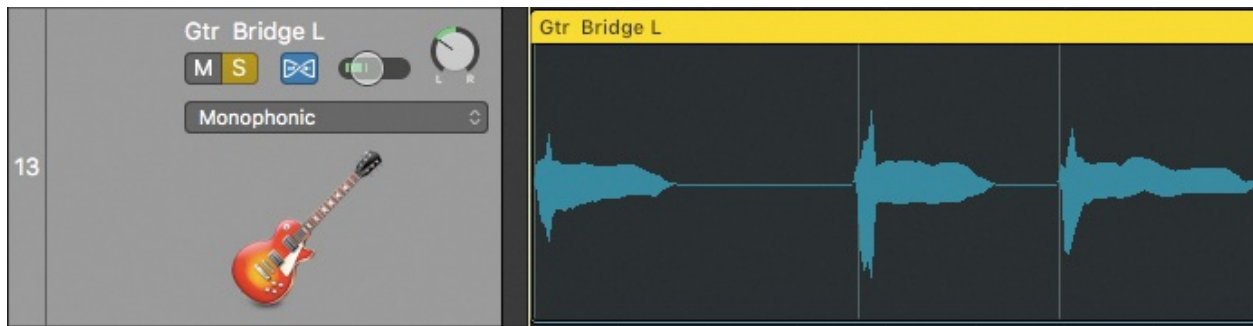 Gtr Bridge L
M S
L R
Monophonic
13
Gtr Bridge L